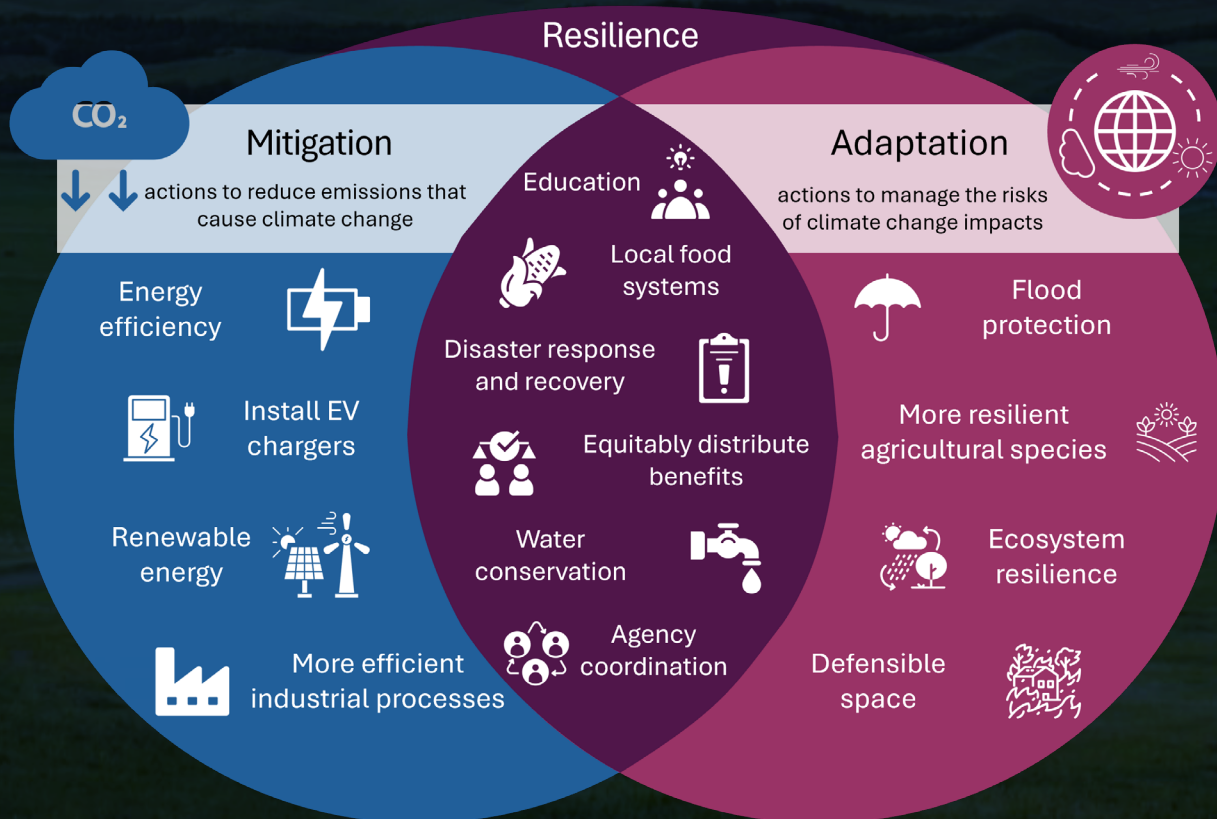 Resilience
CO₂
Mitigation
actions to reduce emissions that
cause climate change
Energy
efficiency
Install EV
chargers
Renewable
energy
More efficient
industrial processes
Education
Local food
systems
Disaster response
and recovery
Equitably distribute
benefits
Water
conservation
Agency
coordination
Adaptation
actions to manage the risks
of climate change impacts
Flood
protection
More resilient
agricultural species
Ecosystem
resilience
Defensible
space